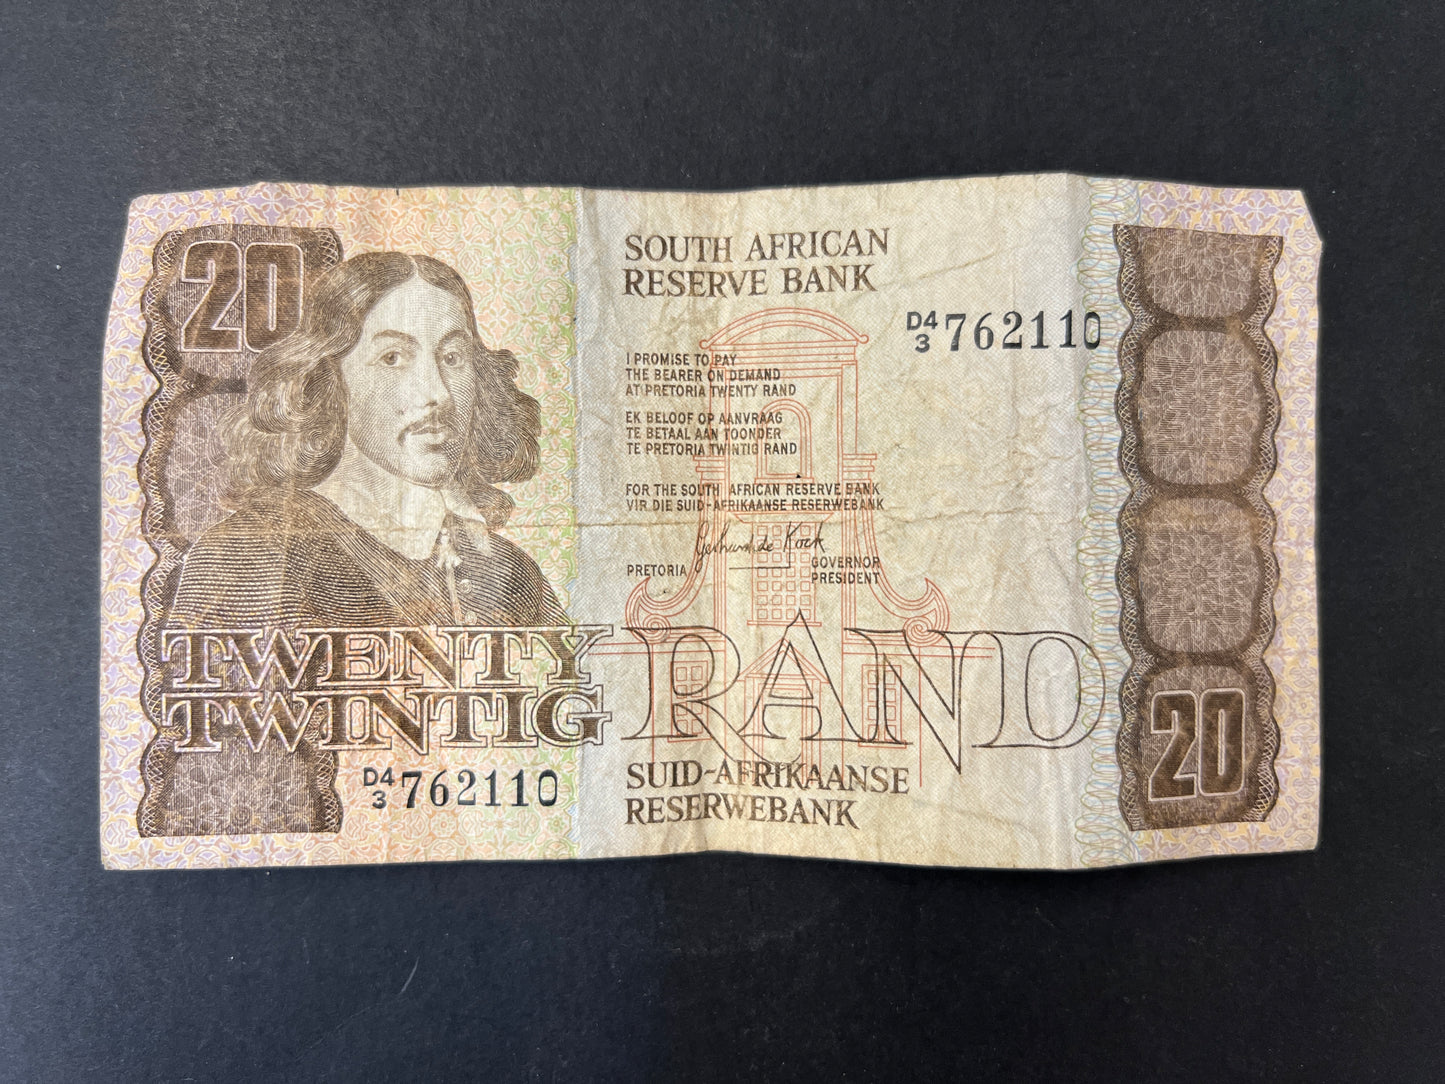 20
SOUTH AFRICAN
RESERVE BANK
D4/3 762110
I PROMISE TO PAY
THE BEARER ON DEMAND
AT PRETORIA TWENTY RAND
EK BELOOF OP AANVRAAG
TE BETAAL AAN TOONDER
TE PRETORIA TWINTIG RAND
FOR THE SOUTH AFRICAN RESERVE BANK
VIR DIE SUID-AFRIKAANSE RESERWEBANK
Gerhard de Kock
PRETORIA GOVERNOR
PRESIDENT
TWENTY
TWINTIG
RAND
D4/3 762110
SUID-AFRIKAANSE
RESERWEBANK
20